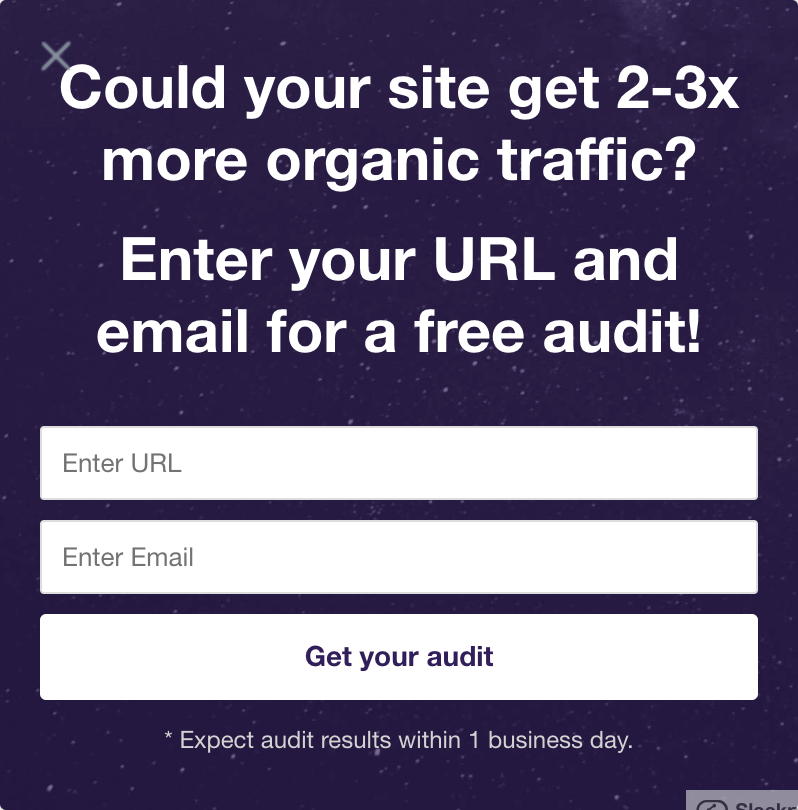 Could your site get 2-3x
more organic traffic?
Enter your URL and
email for a free audit!
Enter URL
Enter Email
Get your audit
* Expect audit results within 1 business day.